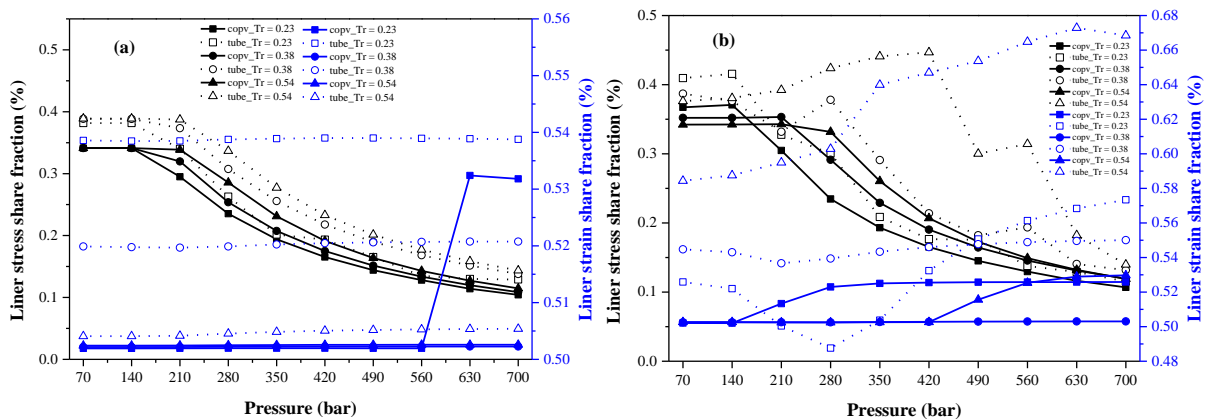 (a)
copv_Tr = 0.23
tube_Tr = 0.23
copv_Tr = 0.38
tube_Tr = 0.38
copv_Tr = 0.54
tube_Tr = 0.54
copv_Tr = 0.23
tube_Tr = 0.23
copv_Tr = 0.38
tube_Tr = 0.38
copv_Tr = 0.54
tube_Tr = 0.54
Liner stress share fraction (%)
0.5
0.4
0.3
0.2
0.1
0.0
70 140 210 280 350 420 490 560 630 700
Pressure (bar)
0.56
0.55
0.54
0.53
0.52
0.51
0.50
Liner strain share fraction (%)
(b)
copv_Tr = 0.23
tube_Tr = 0.23
copv_Tr = 0.38
tube_Tr = 0.38
copv_Tr = 0.54
tube_Tr = 0.54
copv_Tr = 0.23
tube_Tr = 0.23
copv_Tr = 0.38
tube_Tr = 0.38
copv_Tr = 0.54
tube_Tr = 0.54
Liner stress share fraction (%)
0.5
0.4
0.3
0.2
0.1
0.0
70 140 210 280 350 420 490 560 630 700
Pressure (bar)
0.68
0.66
0.64
0.62
0.60
0.58
0.56
0.54
0.52
0.50
0.48
0.46
Liner strain share fraction (%)